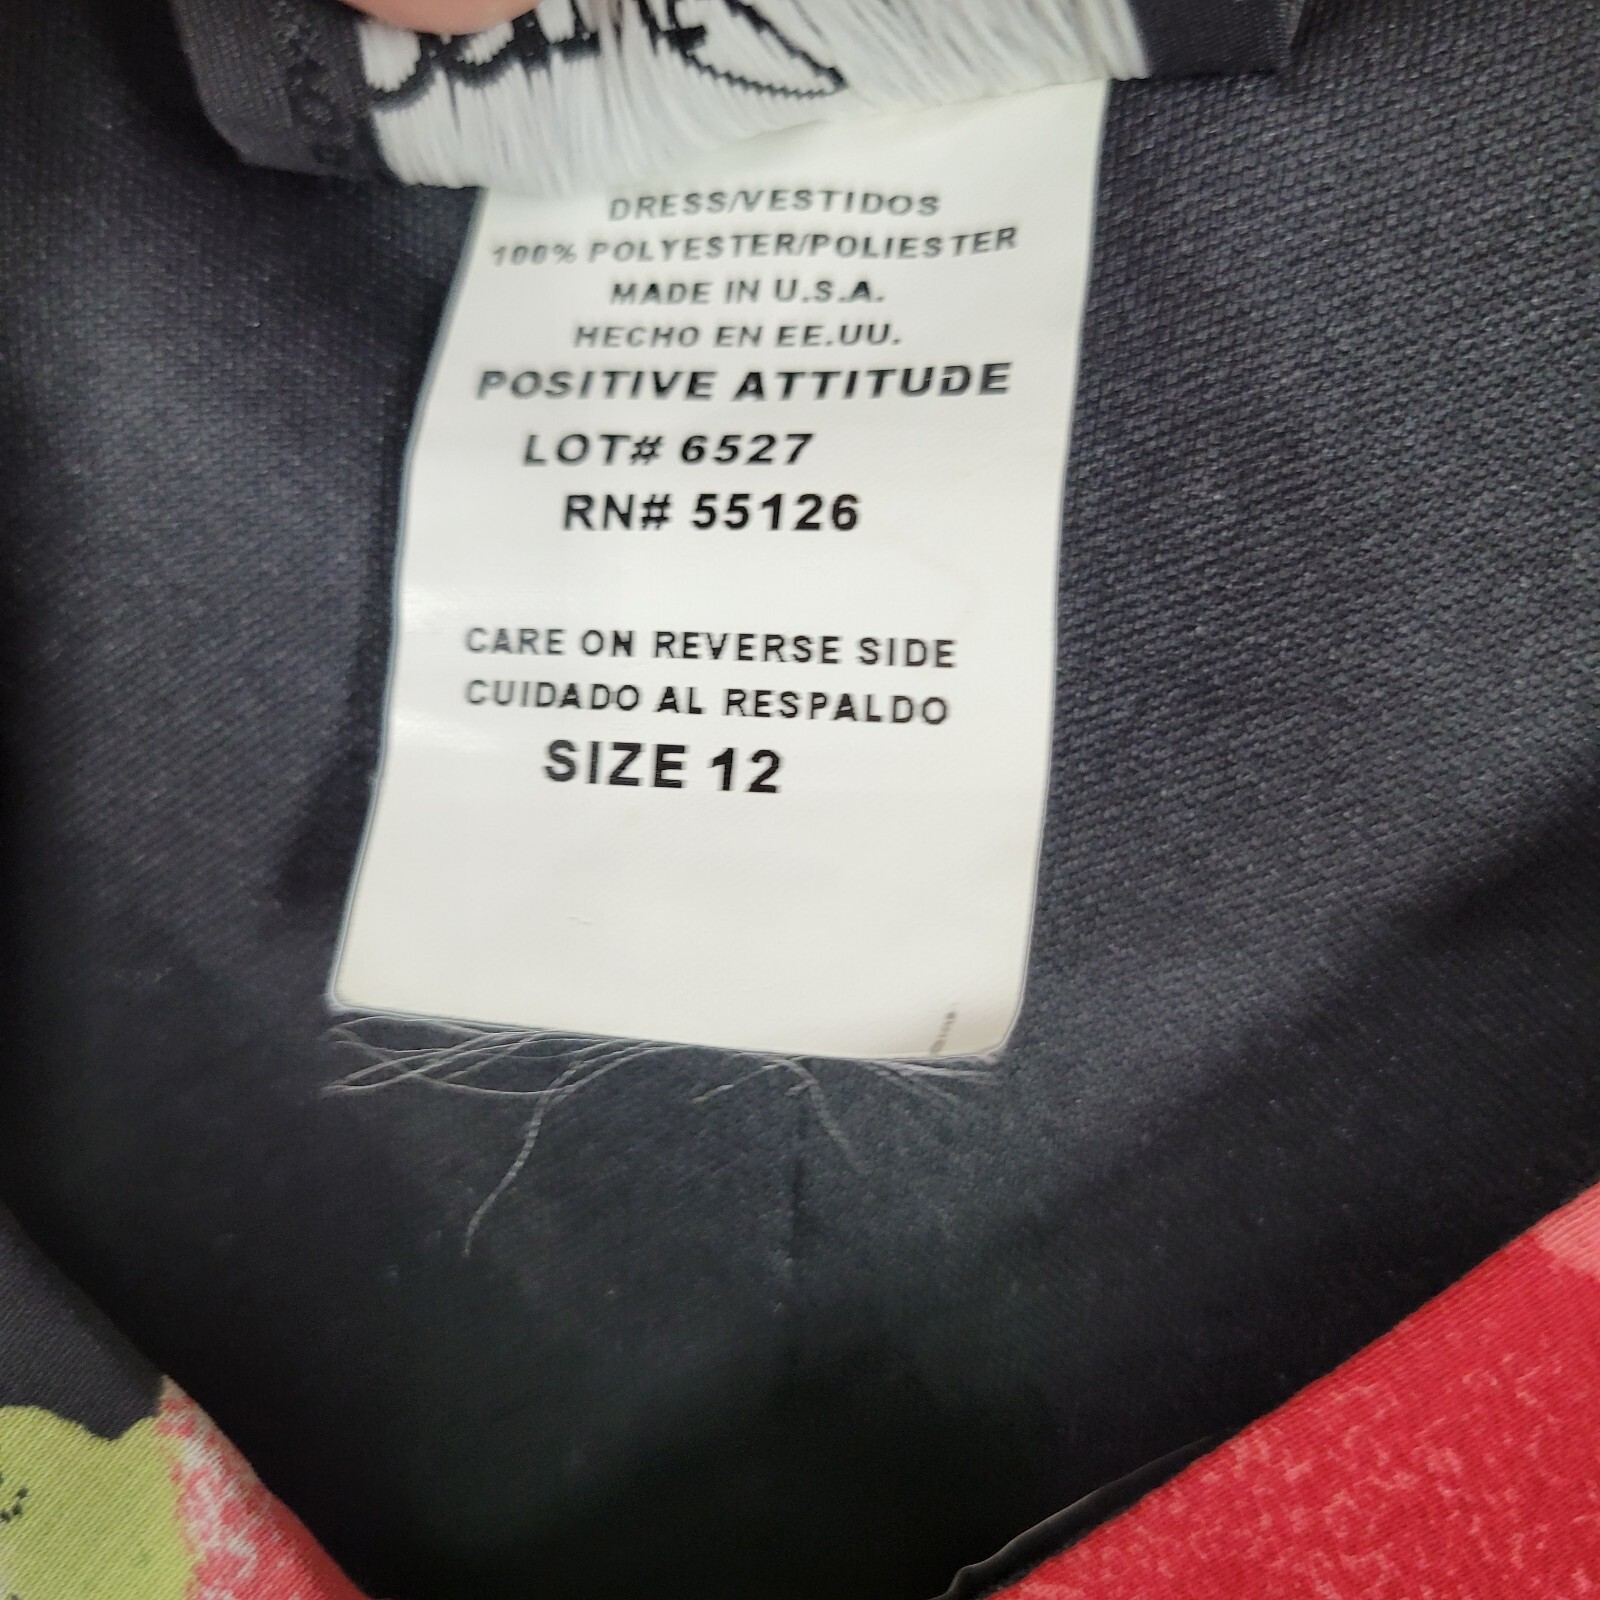 DRESS/VESTIDOS
100% POLYESTER/POLIESTER
MADE IN U.S.A.
HECHO EN EE.UU.
POSITIVE ATTITUDE
LOT# 6527
RN# 55126
CARE ON REVERSE SIDE
CUIDADO AL RESPALDO
SIZE 12